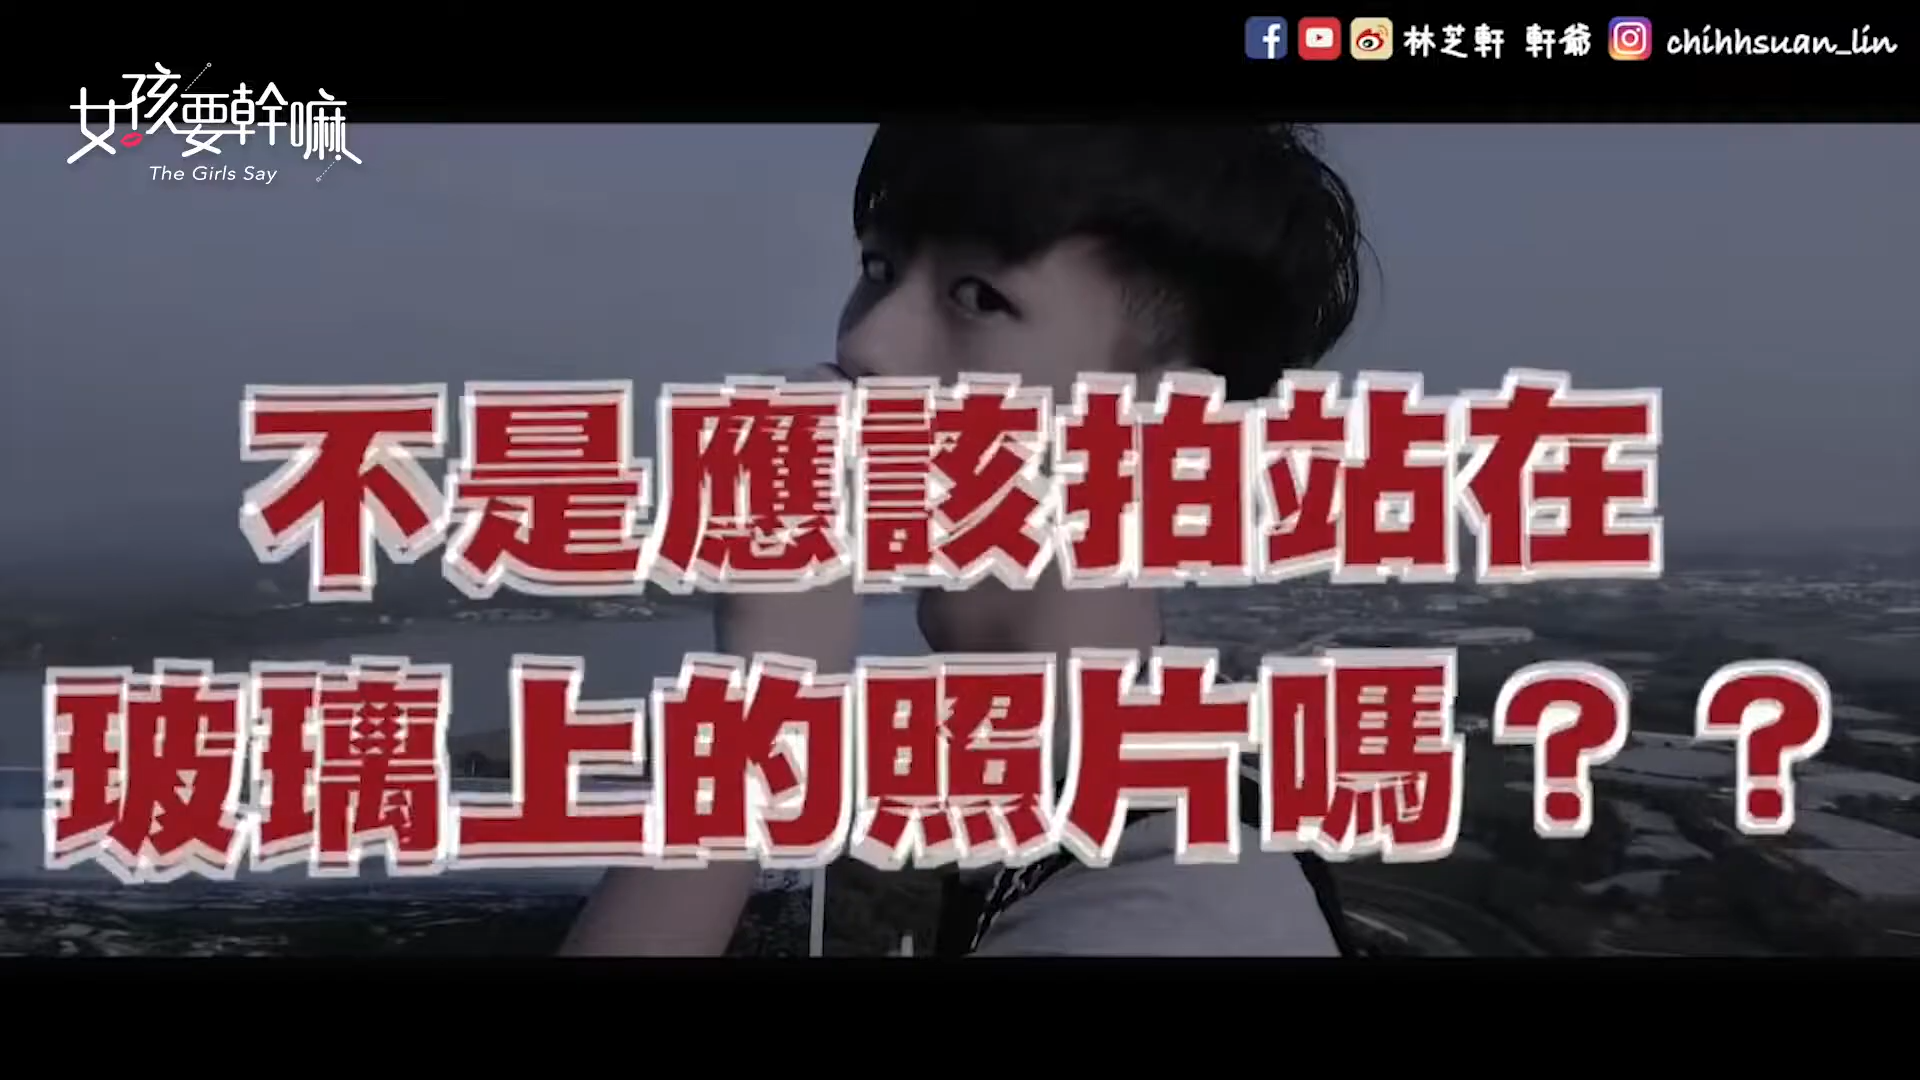 林芝軒 軒爺 chihhsuan_lin
女孩要幹嘛
The Girls Say
不是應該拍站在
玻璃上的照片嗎？？